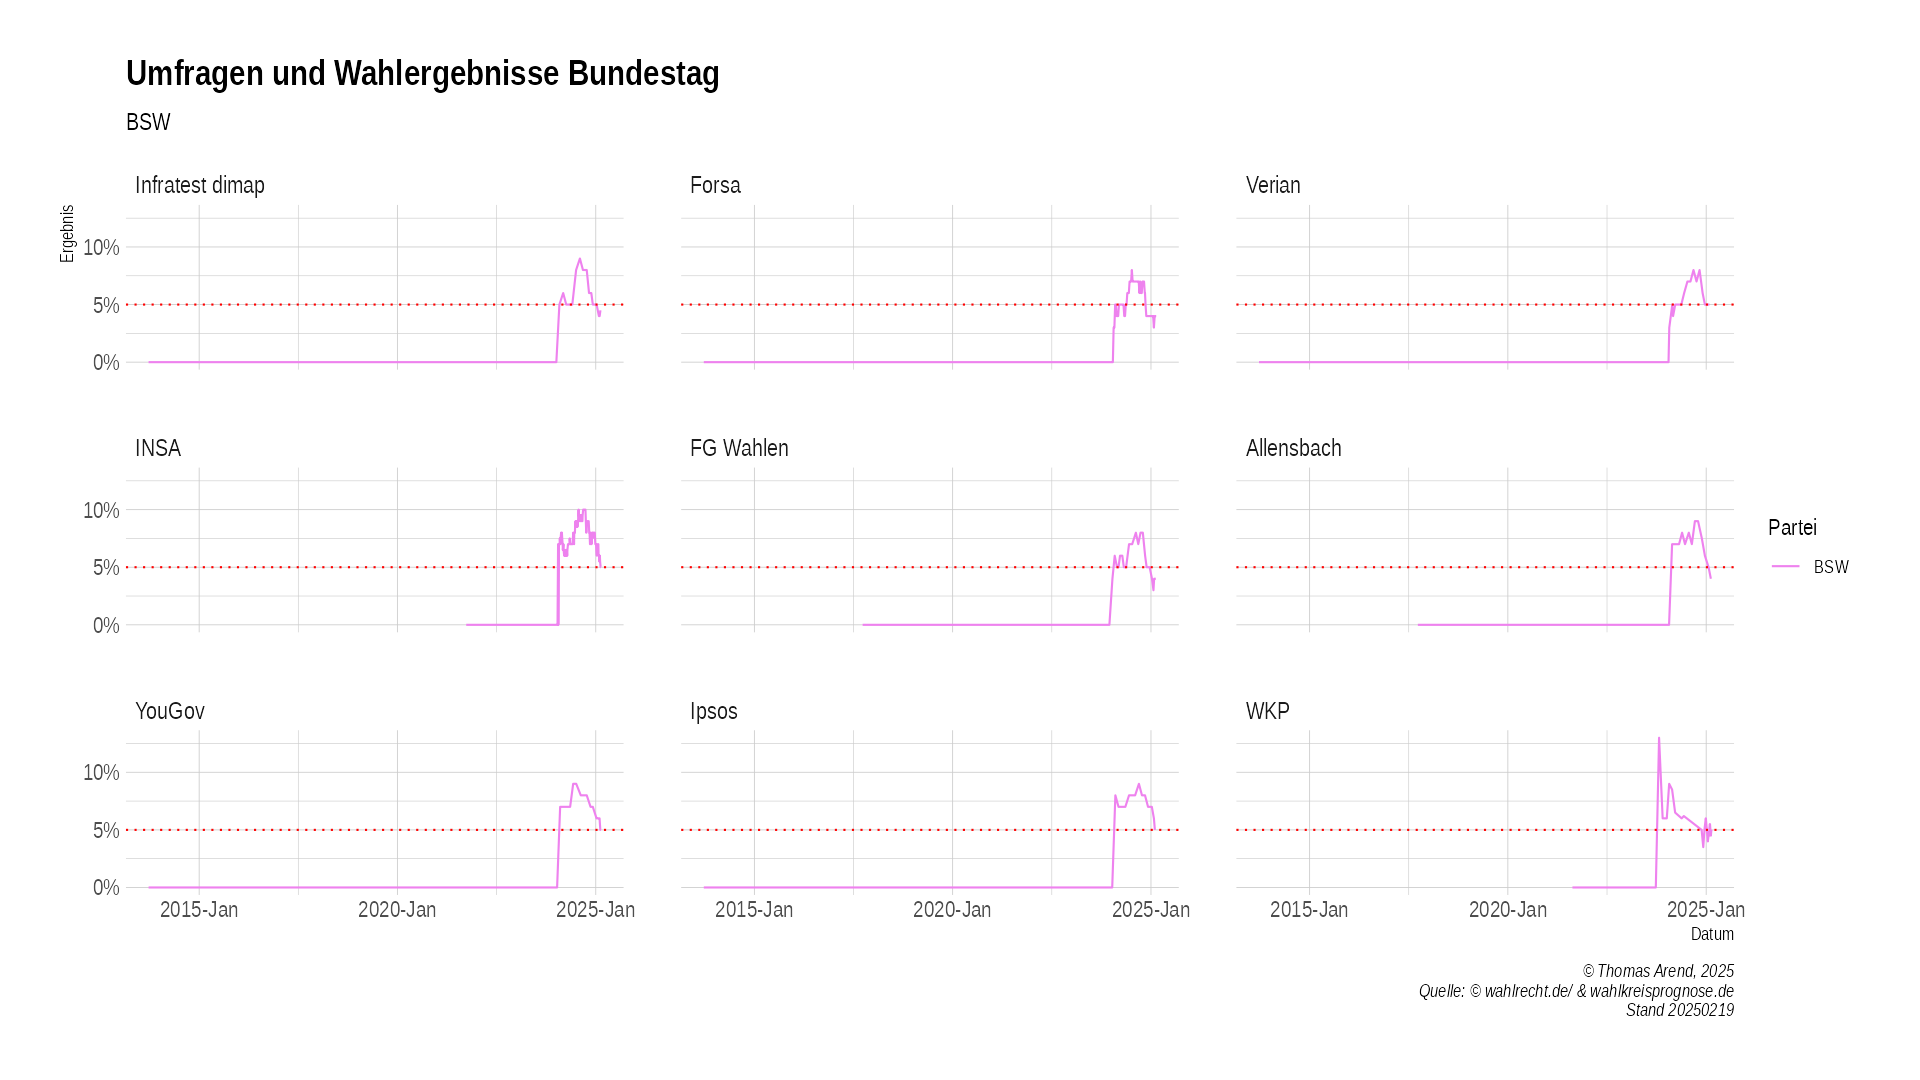 Umfragen und Wahlergebnisse Bundestag
BSW
Infratest dimap
Forsa
Verian
Ergebnis
10%
5%
0%
INSA
FG Wahlen
Allensbach
10%
5%
0%
Partei
BSW
YouGov
Ipsos
WKP
10%
5%
0%
2015-Jan 2020-Jan 2025-Jan
2015-Jan 2020-Jan 2025-Jan
2015-Jan 2020-Jan 2025-Jan
Datum
© Thomas Arend, 2025
Quelle: © wahlrecht.de/ & wahlkreisprognose.de
Stand 20250219